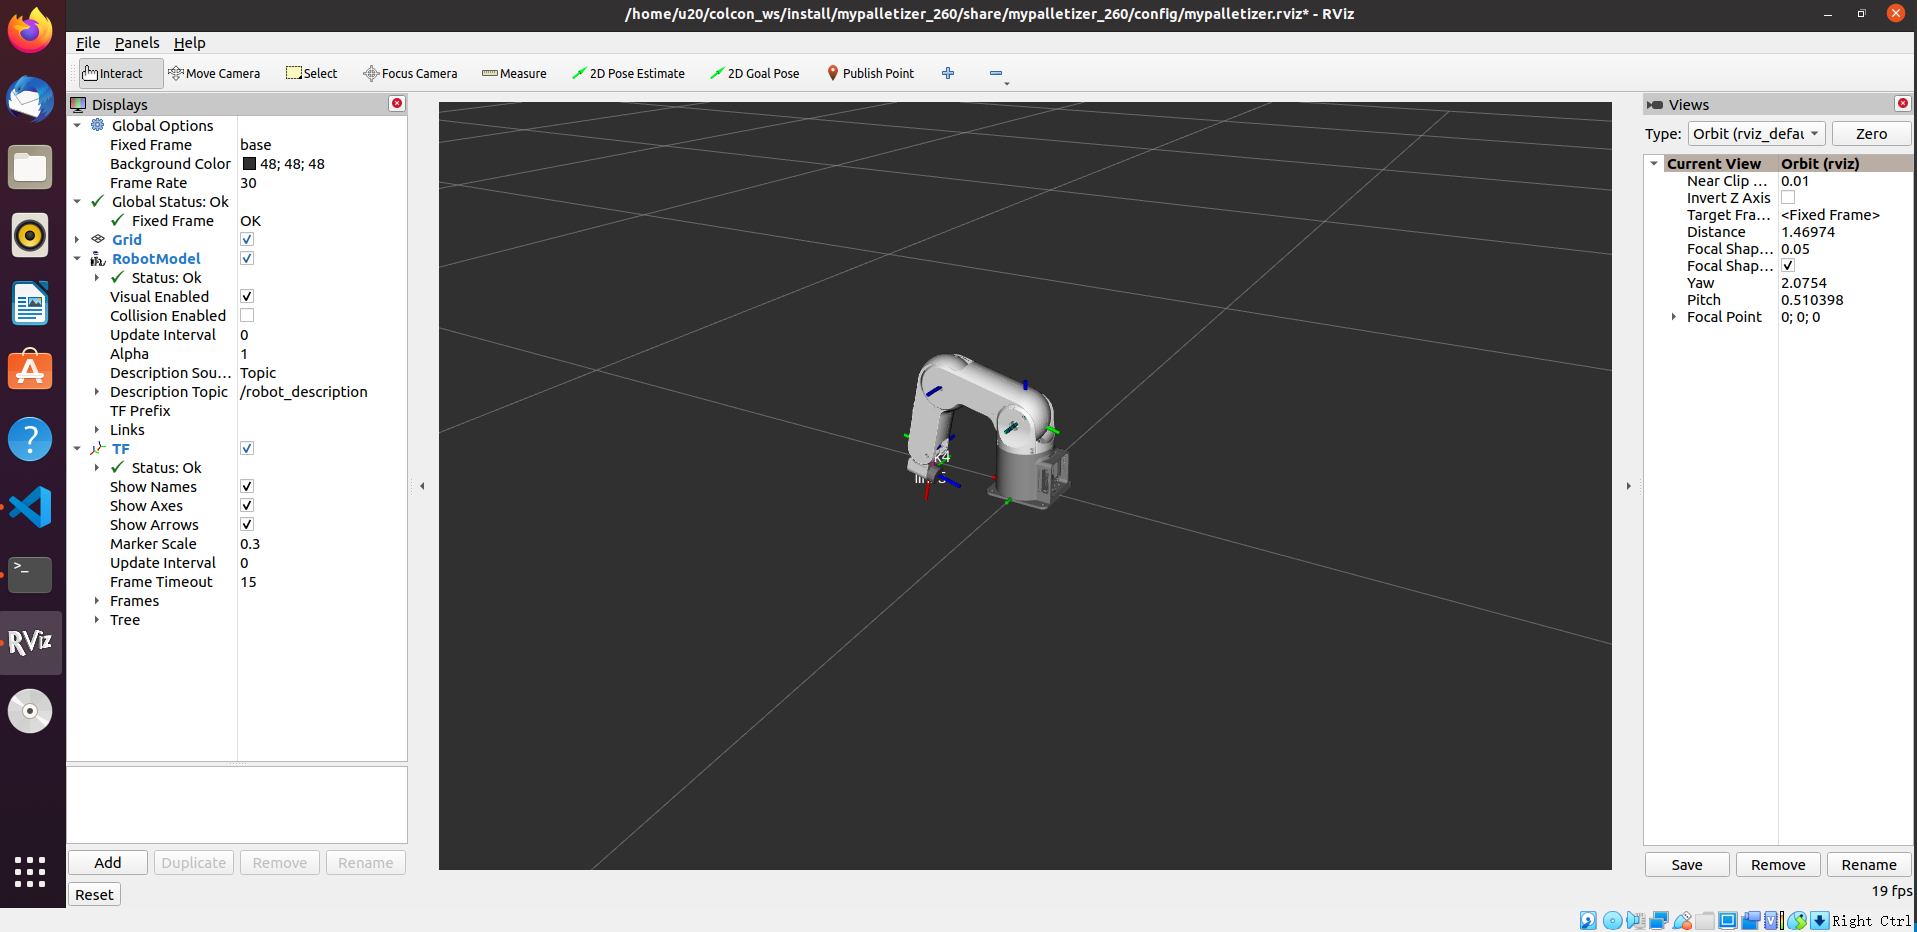 /home/u20/colcon_ws/install/mypalletizer_260/share/mypalletizer_260/config/mypalletizer.rviz* - RViz
File Panels Help
Interact Move Camera Select Focus Camera Measure 2D Pose Estimate 2D Goal Pose Publish Point
Displays
Global Options
Fixed Frame base
Background Color 48; 48; 48
Frame Rate 30
Global Status: Ok
Fixed Frame OK
Grid
RobotModel
Status: Ok
Visual Enabled
Collision Enabled
Update Interval 0
Alpha 1
Description Sou... Topic
Description Topic /robot_description
TF Prefix
Links
TF
Status: Ok
Show Names
Show Axes
Show Arrows
Marker Scale 0.3
Update Interval 0
Frame Timeout 15
Frames
Tree
Add Duplicate Remove Rename
Reset
RViz
Views
Type: Orbit (rviz_defau Zero
Current View Orbit (rviz)
Near Clip ... 0.01
Invert Z Axis
Target Fra... <Fixed Frame>
Distance 1.46974
Focal Shap... 0.05
Focal Shap...
Yaw 2.0754
Pitch 0.510398
Focal Point 0; 0; 0
Save Remove Rename
19 fps
Right Ctrl